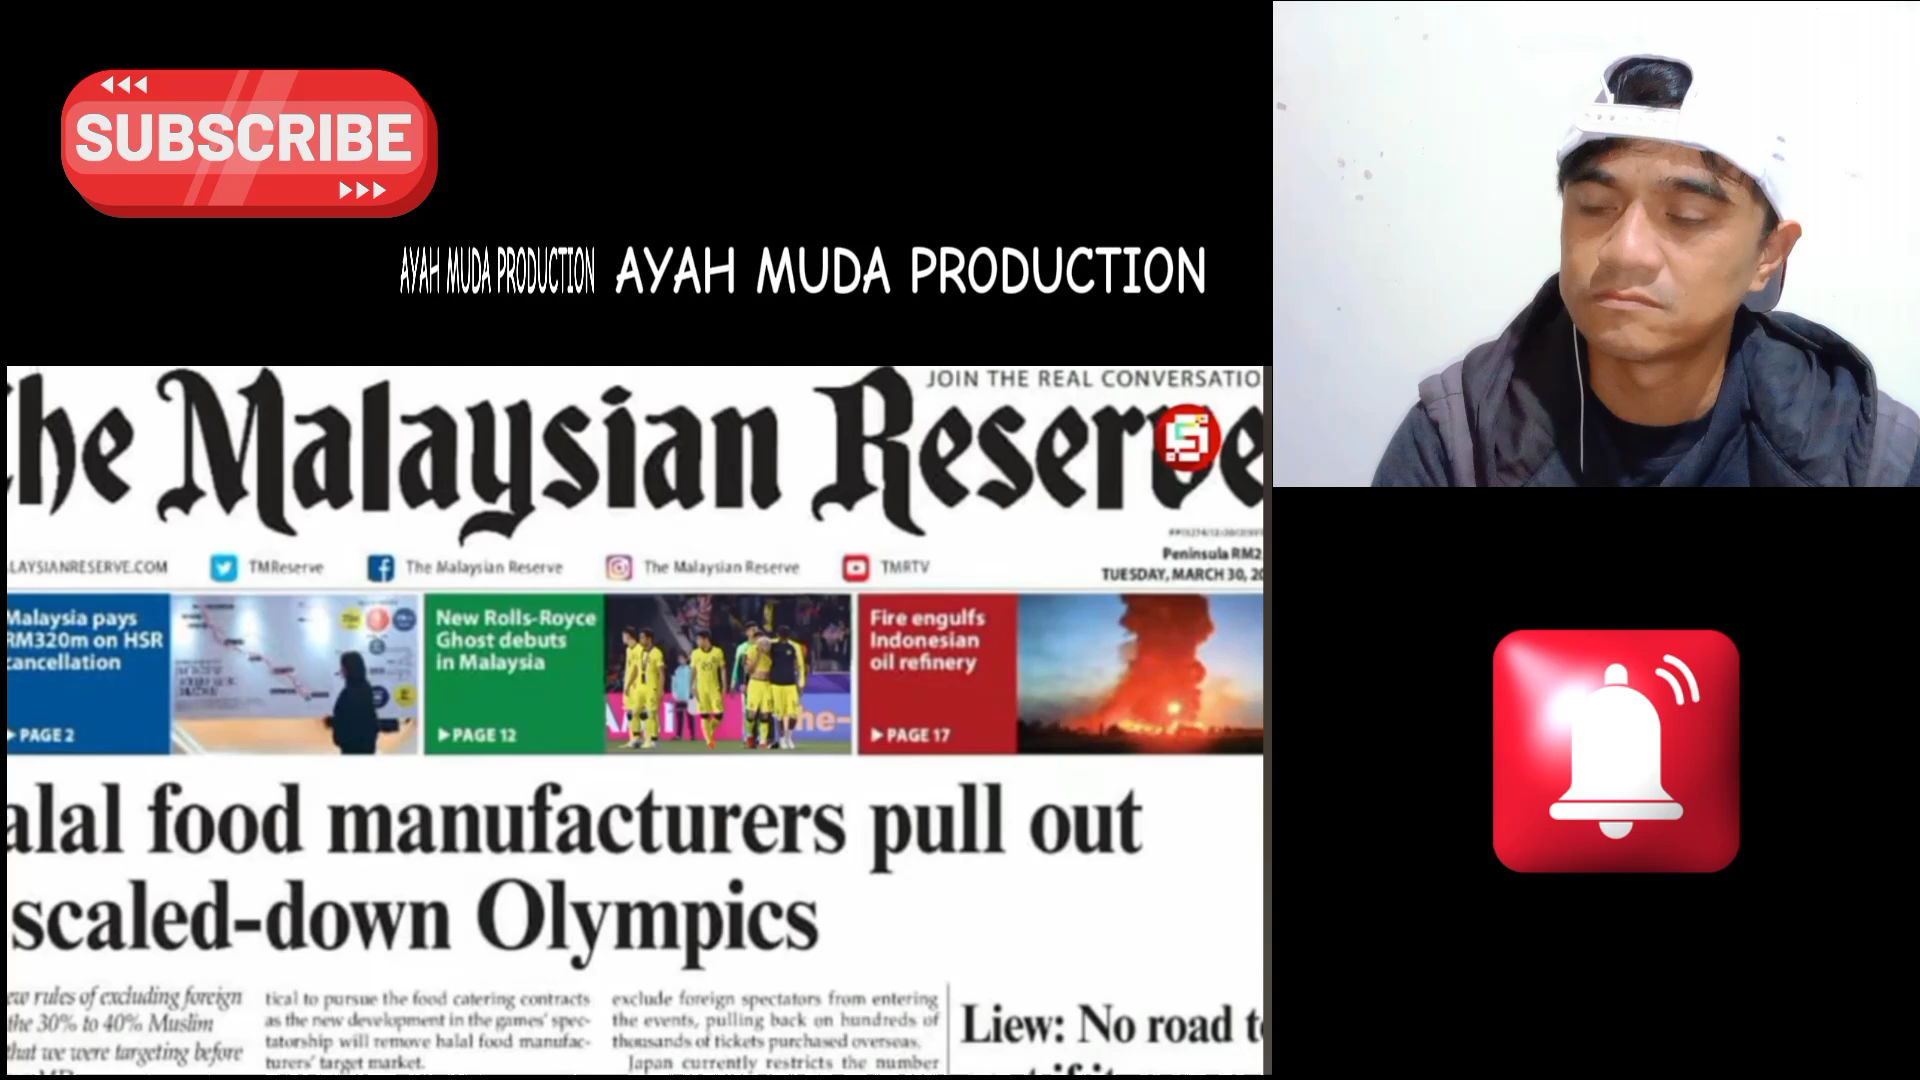 SUBSCRIBE
AYAH MUDA PRODUCTION AYAH MUDA PRODUCTION
JOIN THE REAL CONVERSATIO
he Malaysian Reserve
LAYSIANRESERVE.COM TMReserve The Malaysian Reserve The Malaysian Reserve TMRTV
Peninsula RM2
TUESDAY, MARCH 30, 20
Malaysia pays
RM320m on HSR
cancellation
PAGE 2
New Rolls-Royce
Ghost debuts
in Malaysia
PAGE 12
Fire engulfs
Indonesian
oil refinery
PAGE 17
alal food manufacturers pull out
scaled-down Olympics
ew rules of excluding foreign
the 30% to 40% Muslim
that we were targeting before
tical to pursue the food catering contracts
as the new development in the games' spec-
tatorship will remove halal food manufac-
turers' target market.
exclude foreign spectators from entering
the events, pulling back on hundreds of
thousands of tickets purchased overseas.
Japan currently restricts the number
Liew: No road to